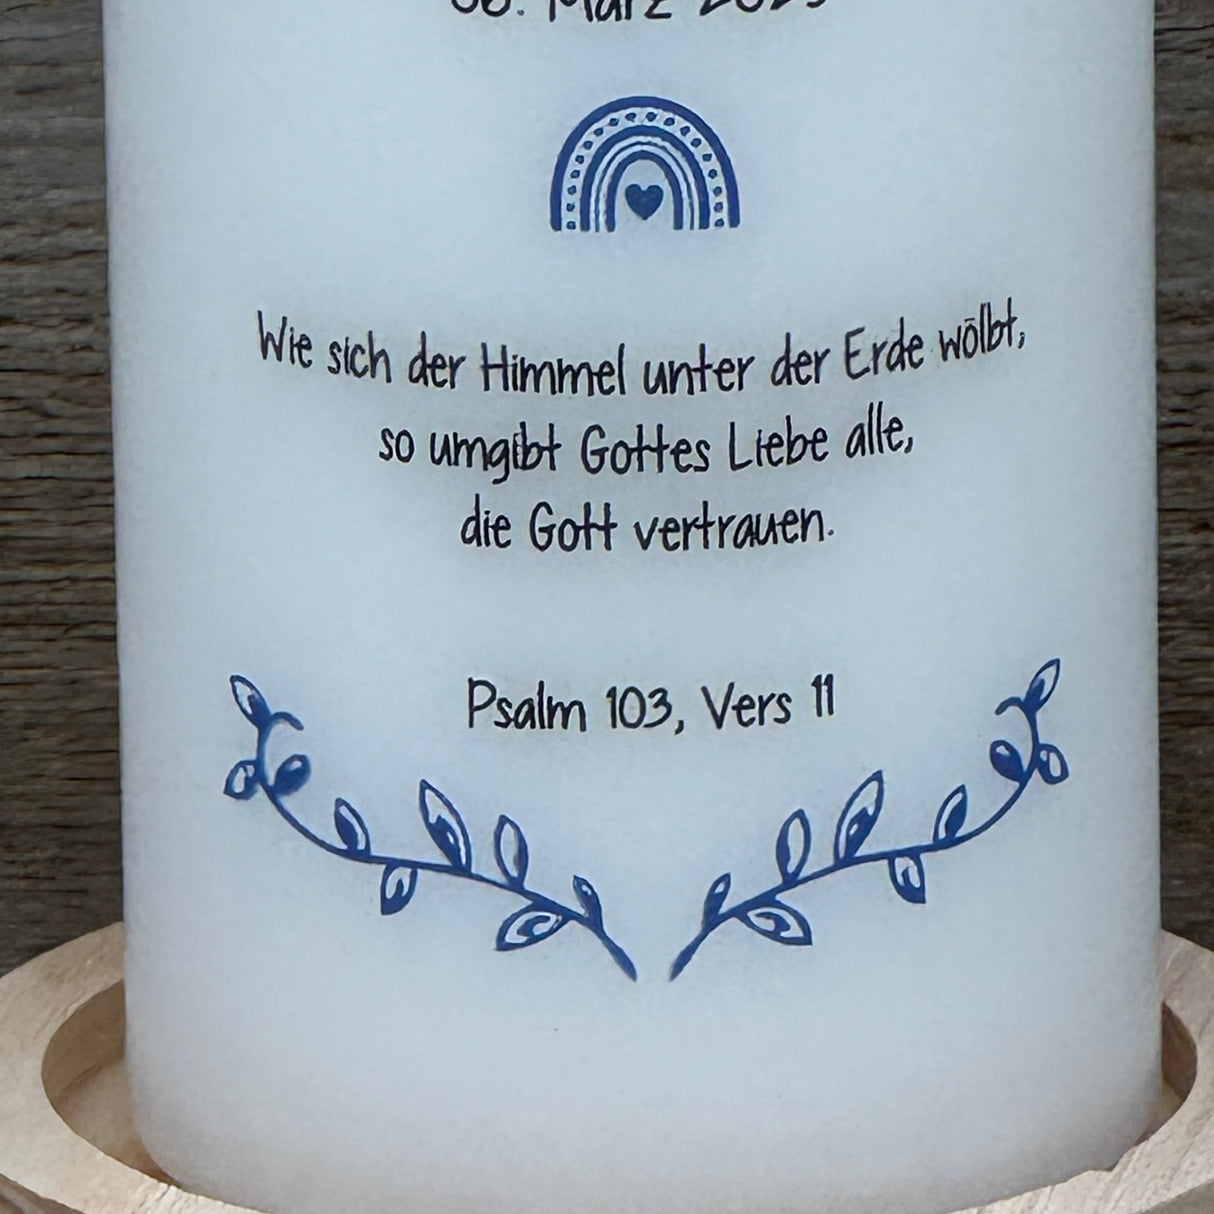 März
Wie sich der Himmel unter der Erde wölbt,
so umgibt Gottes Liebe alle,
die Gott vertrauen.
Psalm 103, Vers 11